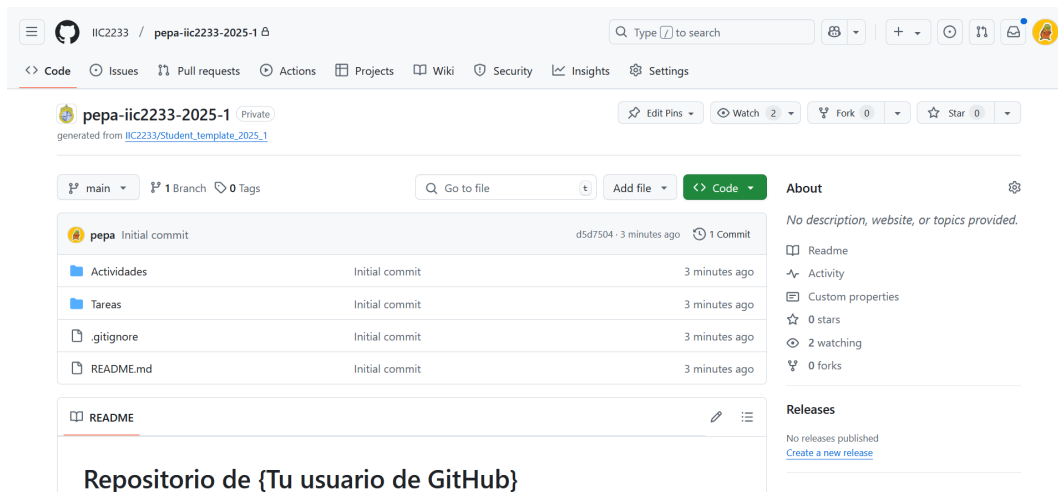 IIC2233 / pepa-iic2233-2025-1
Type / to search
Code Issues Pull requests Actions Projects Wiki Security Insights Settings
pepa-iic2233-2025-1 Private
Edit Pins Watch 2 Fork 0 Star 0
generated from IIC2233/Student_template_2025_1
main 1 Branch 0 Tags Go to file t Add file Code
About
No description, website, or topics provided.
pepa Initial commit d5d7504 · 3 minutes ago 1 Commit
Actividades Initial commit 3 minutes ago
Tareas Initial commit 3 minutes ago
.gitignore Initial commit 3 minutes ago
README.md Initial commit 3 minutes ago
Readme
Activity
Custom properties
0 stars
2 watching
0 forks
README
Repositorio de {Tu usuario de GitHub}
Releases
No releases published
Create a new release